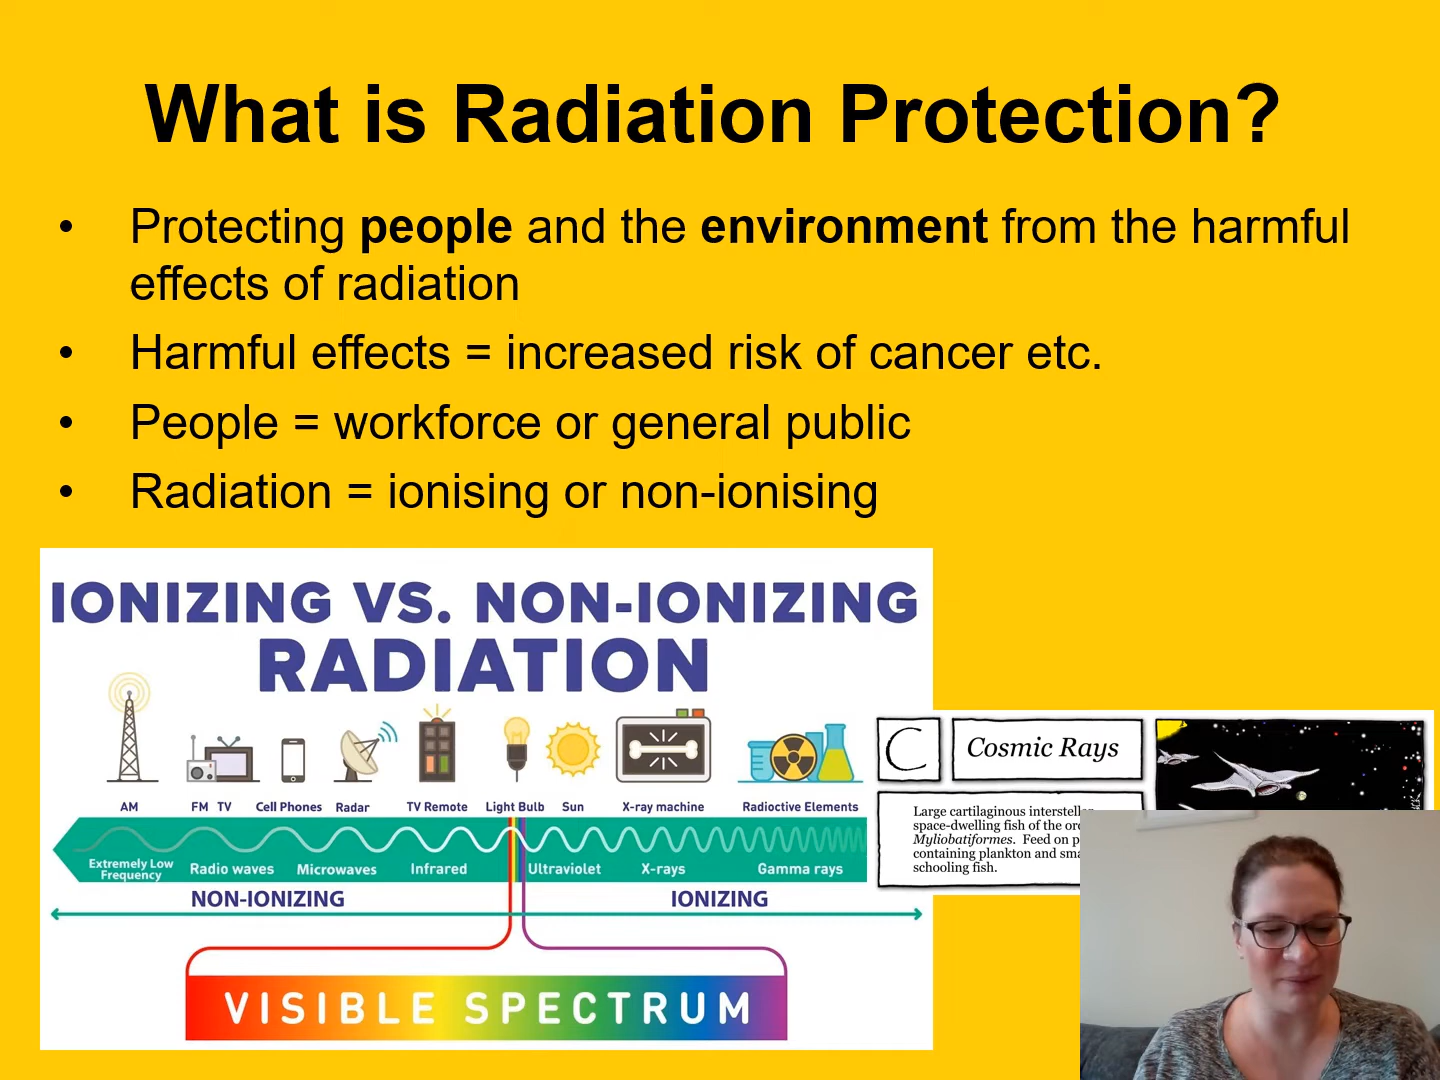 What is Radiation Protection?
• Protecting people and the environment from the harmful
effects of radiation
• Harmful effects = increased risk of cancer etc.
• People = workforce or general public
• Radiation = ionising or non-ionising
IONIZING VS. NON-IONIZING
RADIATION
AM
FM TV
Cell Phones
Radar
TV Remote
Light Bulb
Sun
X-ray machine
Radioctive Elements
Extremely Low
Frequency
Radio waves
Microwaves
Infrared
Ultraviolet
X-rays
Gamma rays
NON-IONIZING
IONIZING
VISIBLE SPECTRUM
C
Cosmic Rays
Large cartilaginous
space-dwelling fish of the
Myliobatiformes. Feed on
containing plankton and
schooling fish.